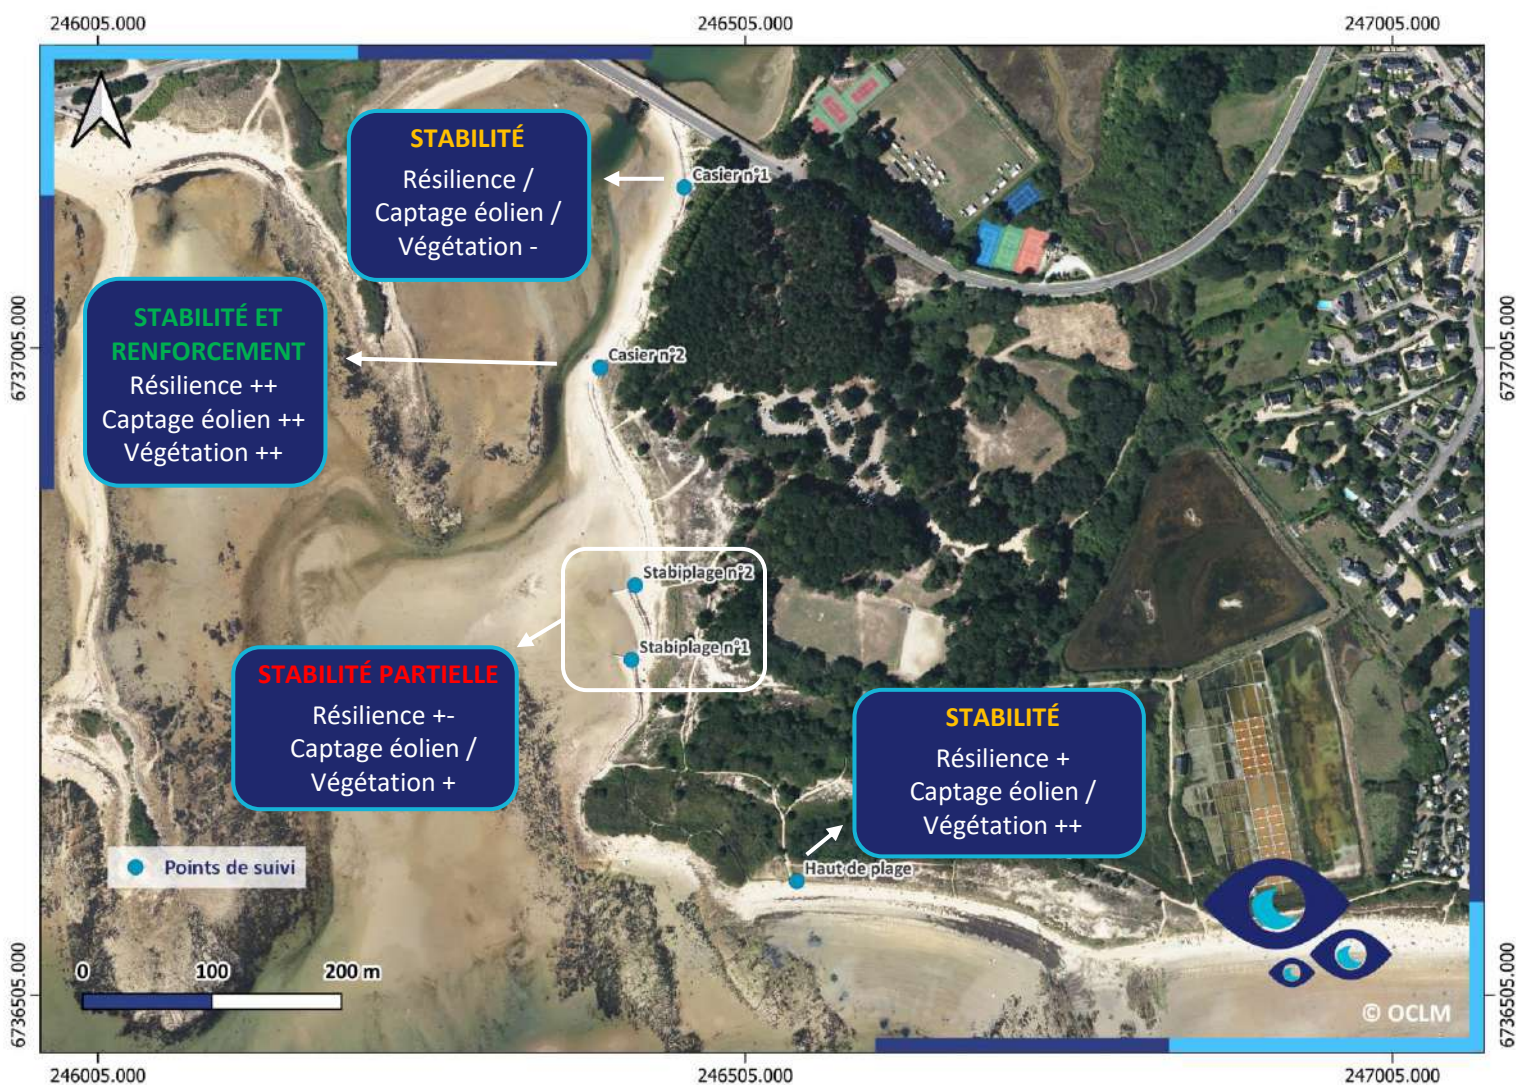 246005.000
246505.000
247005.000
STABILITÉ
Résilience /
Captage éolien /
Végétation -
Casier n°1
6737005.000
6737005.000
STABILITÉ ET
RENFORCEMENT
Résilience ++
Captage éolien ++
Végétation ++
Casier n°2
Stabiplage n°2
Stabiplage n°1
STABILITÉ PARTIELLE
Résilience +-
Captage éolien /
Végétation +
STABILITÉ
Résilience +
Captage éolien /
Végétation ++
Haut de plage
Points de suivi
0 100 200 m
6736505.000
6736505.000
© OCLM
246005.000
246505.000
247005.000